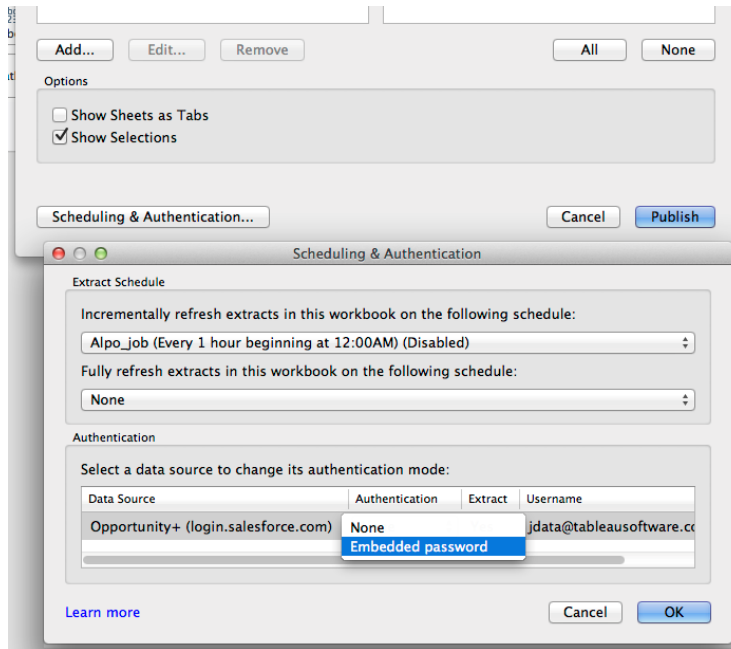 Add...
Edit...
Remove
All
None
Options
Show Sheets as Tabs
Show Selections
Scheduling & Authentication...
Cancel
Publish
Scheduling & Authentication
Extract Schedule
Incrementally refresh extracts in this workbook on the following schedule:
Alpo_job (Every 1 hour beginning at 12:00AM) (Disabled)
Fully refresh extracts in this workbook on the following schedule:
None
Authentication
Select a data source to change its authentication mode:
Data Source Authentication Extract Username
Opportunity+ (login.salesforce.com) None jdata@tableausoftware.co
Embedded password
Learn more
Cancel
OK